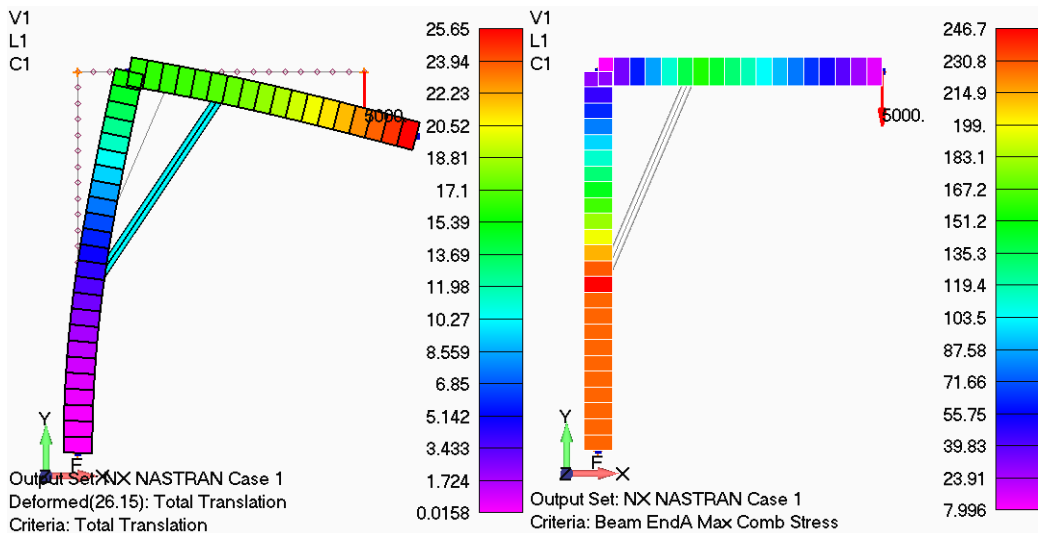 V1
L1
C1
5000.
25.65
23.94
22.23
20.52
18.81
17.1
15.39
13.69
11.98
10.27
8.559
6.85
5.142
3.433
1.724
0.0158
Y
X
Z
F
Output Set: NX NASTRAN Case 1
Deformed(26.15): Total Translation
Criteria: Total Translation
V1
L1
C1
5000.
246.7
230.8
214.9
199.
183.1
167.2
151.2
135.3
119.4
103.5
87.58
71.66
55.75
39.83
23.91
7.996
Y
X
Z
F
Output Set: NX NASTRAN Case 1
Criteria: Beam EndA Max Comb Stress